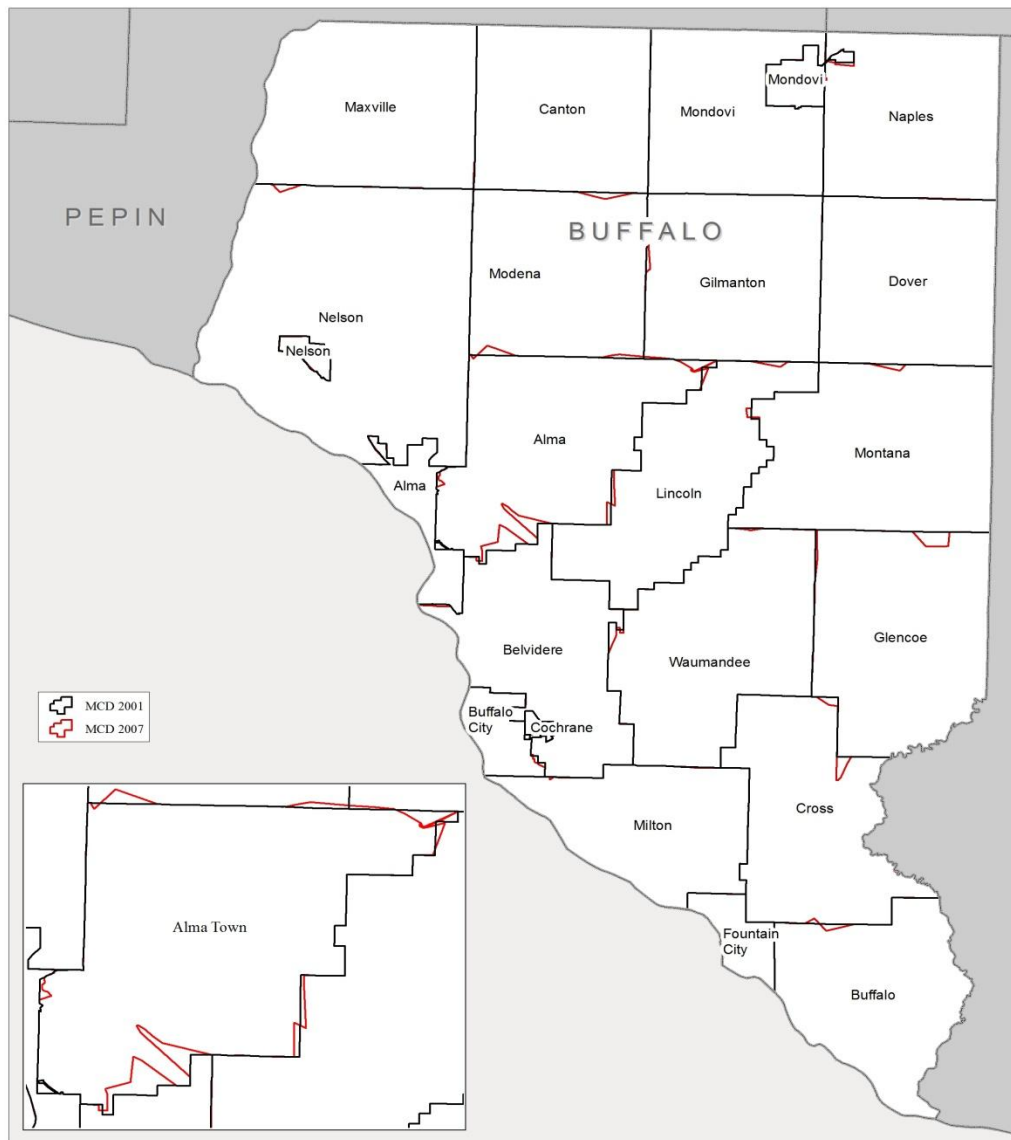 Mondovi
Maxville
Canton
Mondovi
Naples
PEPIN
BUFFALO
Modena
Gilmanton
Dover
Nelson
Nelson
Alma
Montana
Alma
Lincoln
Belvidere
Glencoe
Waumandee
MCD 2001
MCD 2007
Buffalo
City
Cochrane
Cross
Milton
Alma Town
Fountain
City
Buffalo